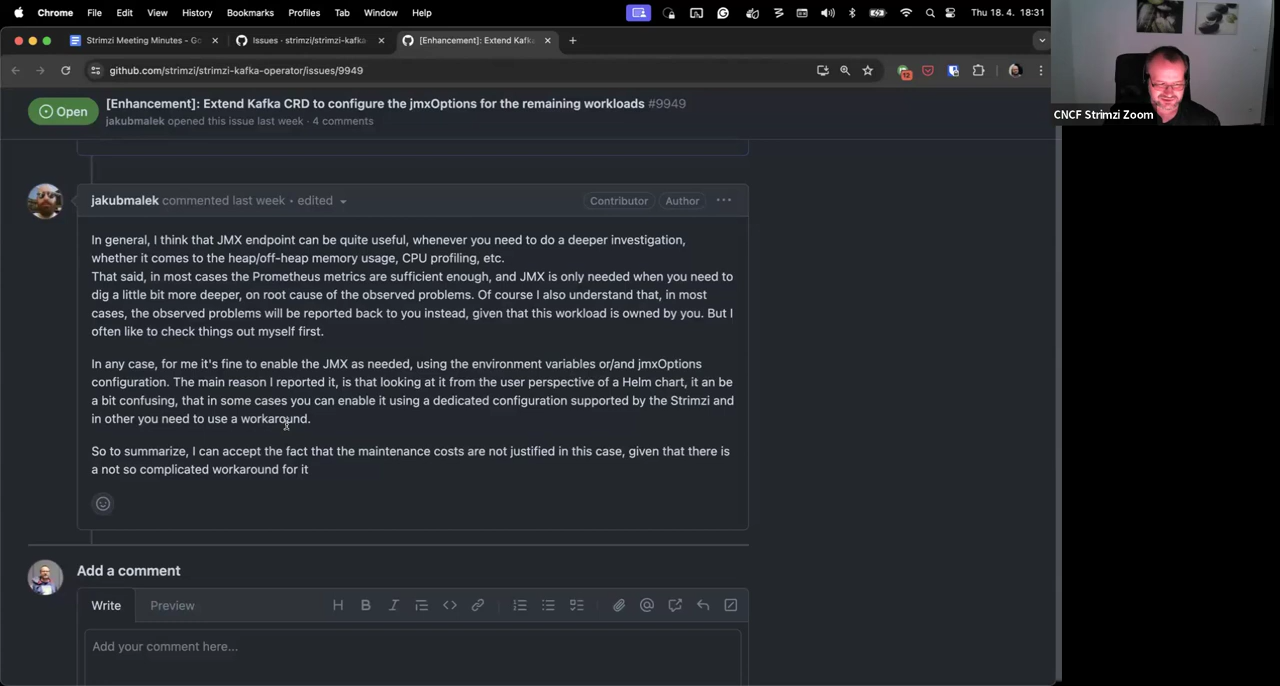 Chrome File Edit View History Bookmarks Profiles Tab Window Help Thu 18. 4. 18:31
Strimzi Meeting Minutes – Go Issues · strimzi/strimzi-kafka- [Enhancement]: Extend Kafk
github.com/strimzi/strimzi-kafka-operator/issues/9949
12
CNCF Strimzi Zoom
Open
[Enhancement]: Extend Kafka CRD to configure the jmxOptions for the remaining workloads #9949
jakubmalek opened this issue last week · 4 comments
jakubmalek commented last week • edited Contributor Author
In general, I think that JMX endpoint can be quite useful, whenever you need to do a deeper investigation,
whether it comes to the heap/off-heap memory usage, CPU profiling, etc.
That said, in most cases the Prometheus metrics are sufficient enough, and JMX is only needed when you need to
dig a little bit more deeper, on root cause of the observed problems. Of course I also understand that, in most
cases, the observed problems will be reported back to you instead, given that this workload is owned by you. But I
often like to check things out myself first.
In any case, for me it's fine to enable the JMX as needed, using the environment variables or/and jmxOptions
configuration. The main reason I reported it, is that looking at it from the user perspective of a Helm chart, it an be
a bit confusing, that in some cases you can enable it using a dedicated configuration supported by the Strimzi and
in other you need to use a workaround.
So to summarize, I can accept the fact that the maintenance costs are not justified in this case, given that there is
a not so complicated workaround for it
Add a comment
Write Preview
Add your comment here...